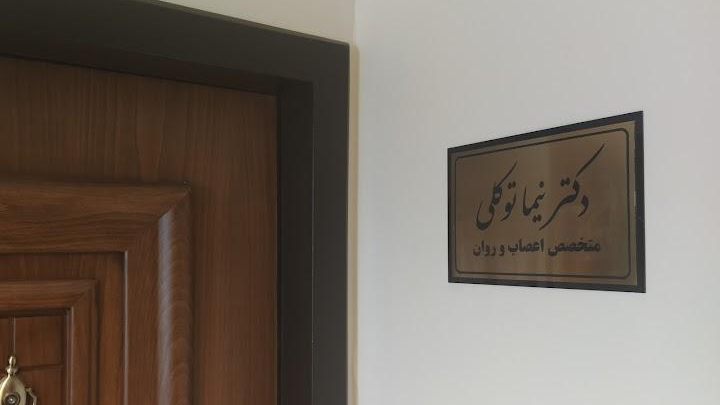 دکتر نیما توکلی
متخصص اعصاب و روان